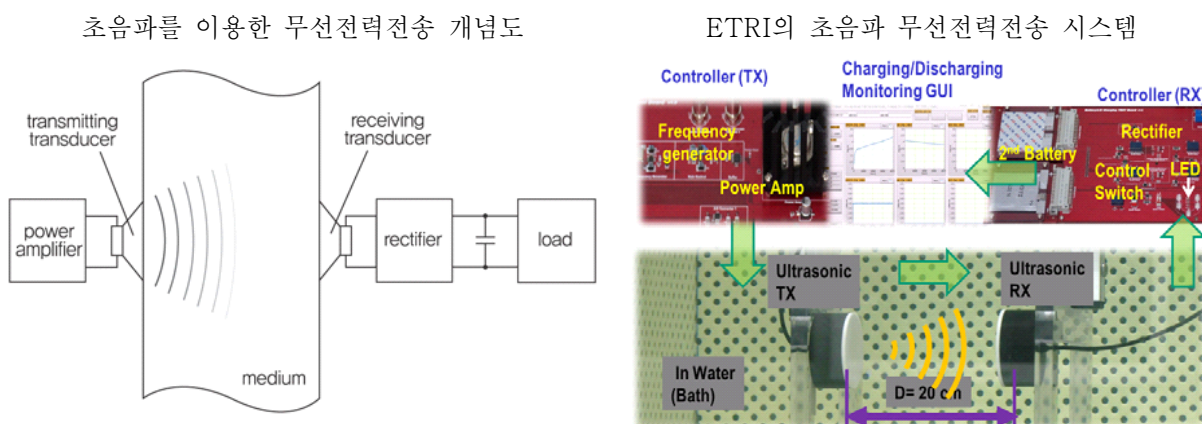 초음파를 이용한 무선전력전송 개념도
ETRI의 초음파 무선전력전송 시스템
transmitting
transducer
receiving
transducer
power
amplifier
rectifier
load
medium
Controller (TX)
Charging/Discharging
Monitoring GUI
Controller (RX)
Frequency
generator
Power Amp
2nd Battery
Rectifier
Control
Switch
LED
Ultrasonic
TX
Ultrasonic
RX
In Water
(Bath)
D= 20 cm